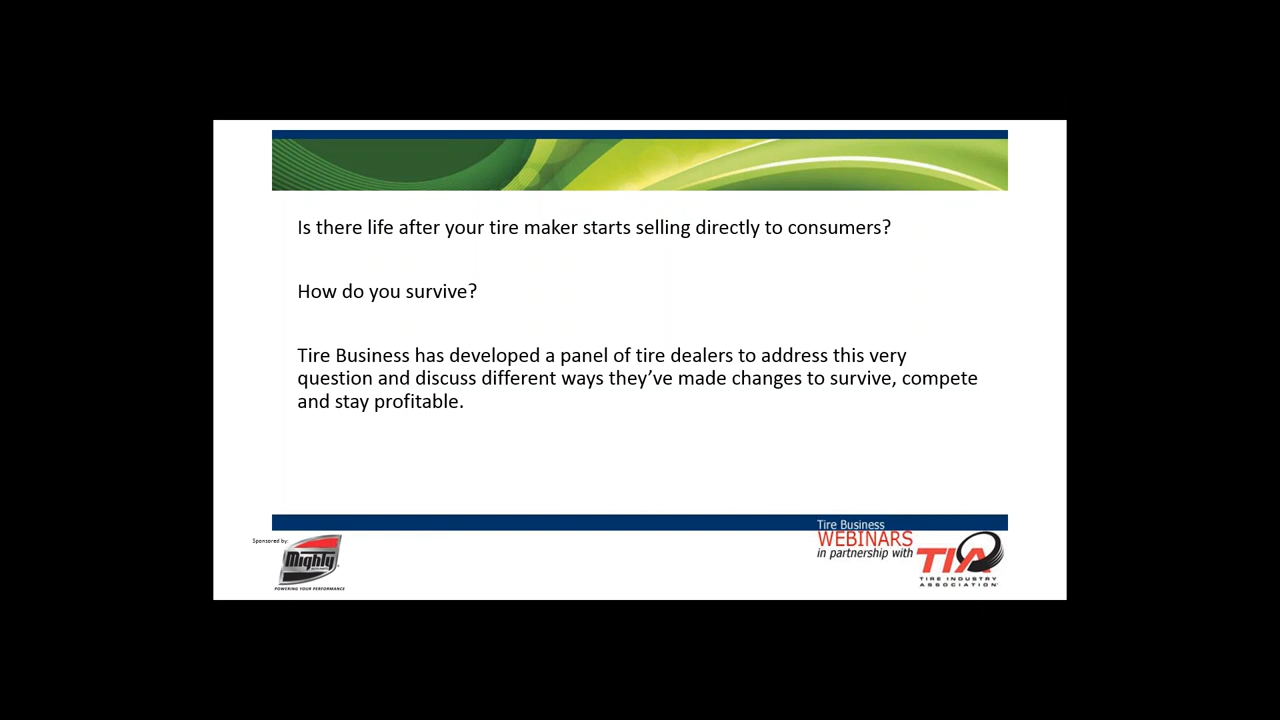 Is there life after your tire maker starts selling directly to consumers?
How do you survive?
Tire Business has developed a panel of tire dealers to address this very
question and discuss different ways they’ve made changes to survive, compete
and stay profitable.
Sponsored by:
Mighty
POWERING YOUR PERFORMANCE
Tire Business
WEBINARS
in partnership with
TIA
TIRE INDUSTRY
ASSOCIATION